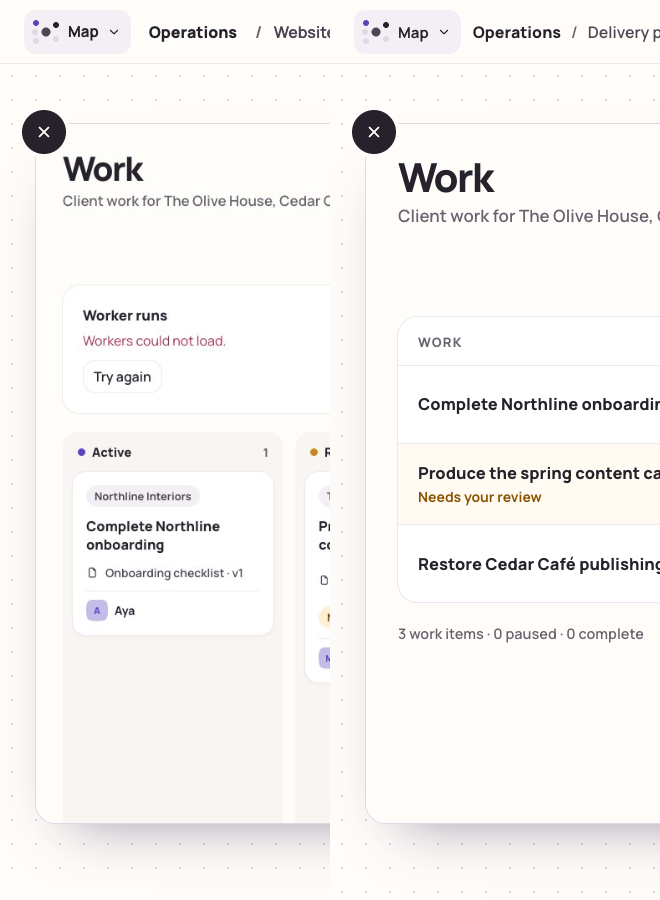 Map
Operations / Website
Work
Client work for The Olive House, Cedar
Worker runs
Workers could not load.
Try again
Active 1
Northline Interiors
Complete Northline
onboarding
Onboarding checklist · v1
A Aya
Map
Operations / Delivery
Work
Client work for The Olive House,
WORK
Complete Northline
Produce the spring content
Needs your review
Restore Cedar Café publishing
3 work items · 0 paused · 0 complete